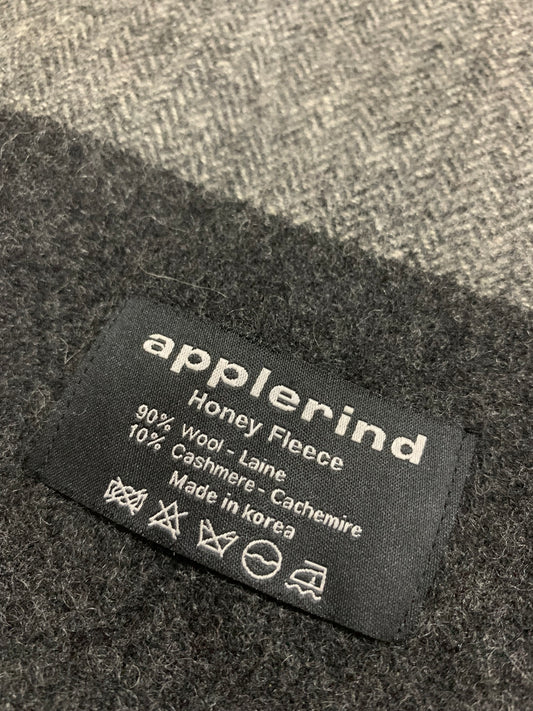 applerind
Honey Fleece
90% Wool - Laine
10% Cashmere - Cachemire
Made in korea